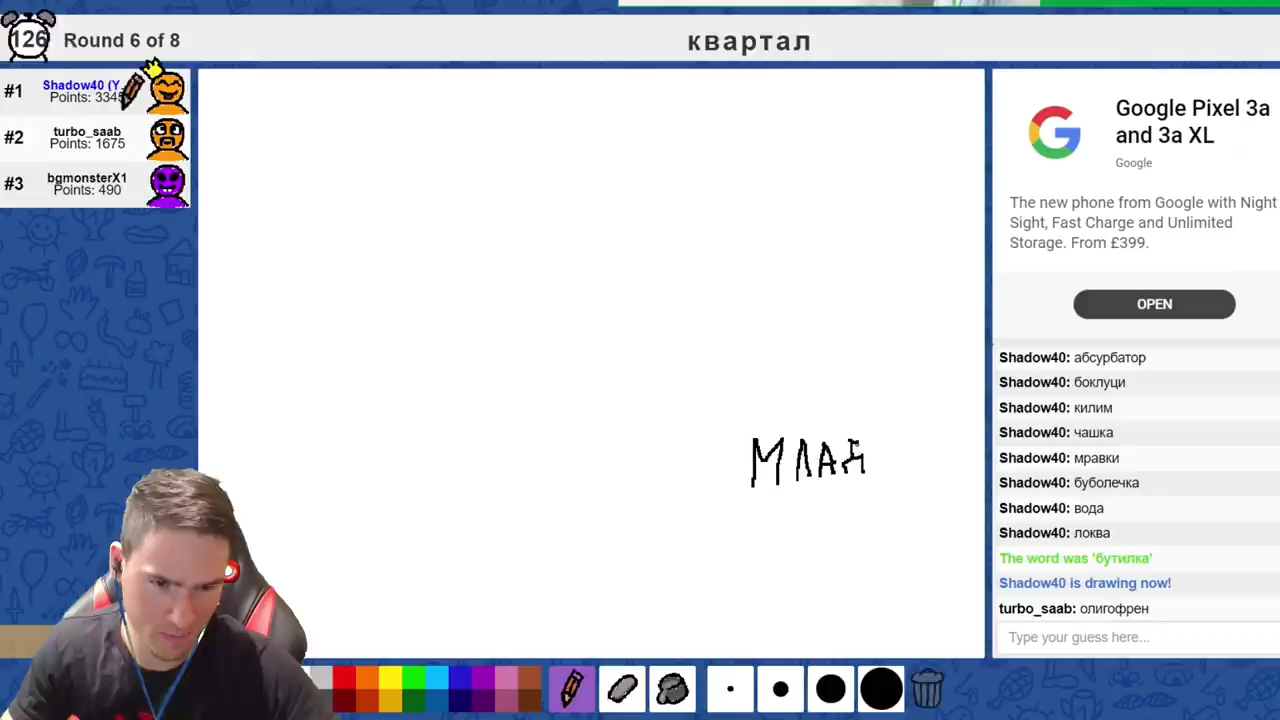 126
Round 6 of 8
квартал
#1
Shadow40 (Y
Points: 3345
#2
turbo_saab
Points: 1675
#3
bgmonsterX1
Points: 490
МЛАД
Google Pixel 3a
and 3a XL
Google
The new phone from Google with Night
Sight, Fast Charge and Unlimited
Storage. From £399.
OPEN
Shadow40: абсурбатор
Shadow40: боклуци
Shadow40: килим
Shadow40: чашка
Shadow40: мравки
Shadow40: буболечка
Shadow40: вода
Shadow40: локва
The word was 'бутилка'
Shadow40 is drawing now!
turbo_saab: олигофрен
Type your guess here...